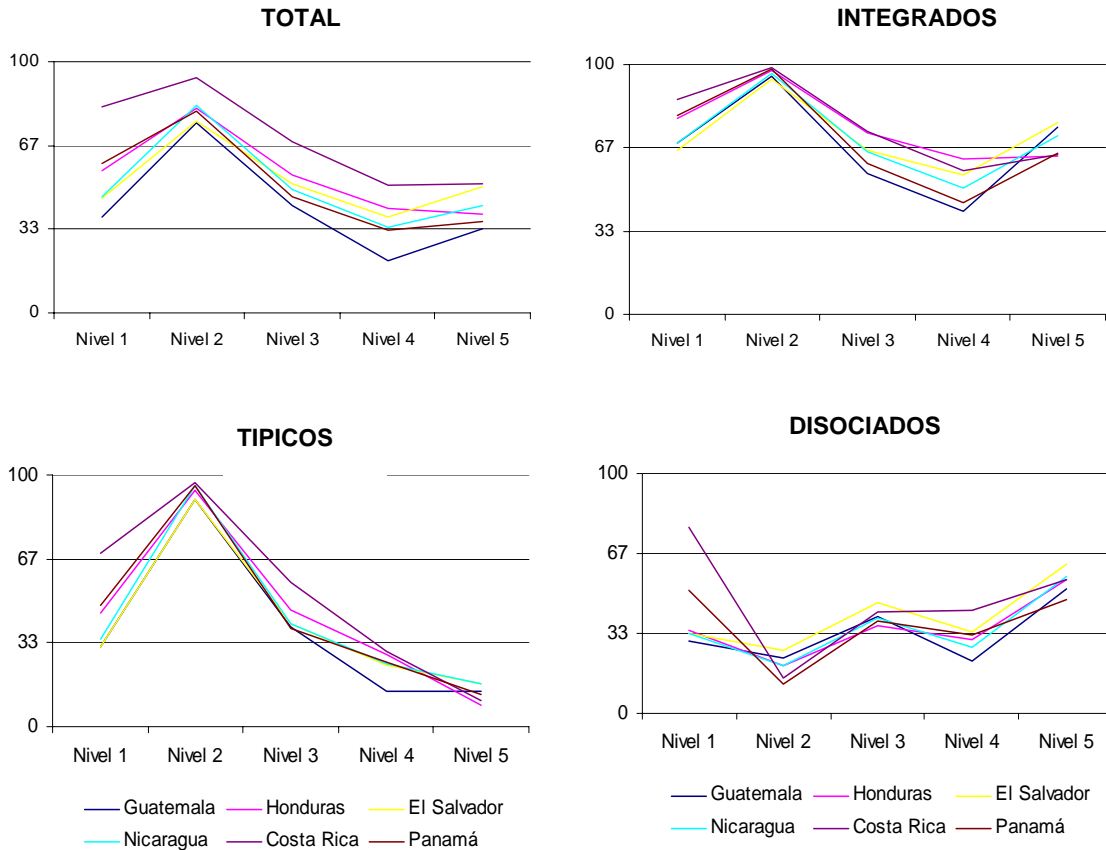 TOTAL
100
67
33
0
Nivel 1 Nivel 2 Nivel 3 Nivel 4 Nivel 5
INTEGRADOS
100
67
33
0
Nivel 1 Nivel 2 Nivel 3 Nivel 4 Nivel 5
TIPICOS
100
67
33
0
Nivel 1 Nivel 2 Nivel 3 Nivel 4 Nivel 5
Guatemala Honduras El Salvador
Nicaragua Costa Rica Panamá
DISOCIADOS
100
67
33
0
Nivel 1 Nivel 2 Nivel 3 Nivel 4 Nivel 5
Guatemala Honduras El Salvador
Nicaragua Costa Rica Panamá